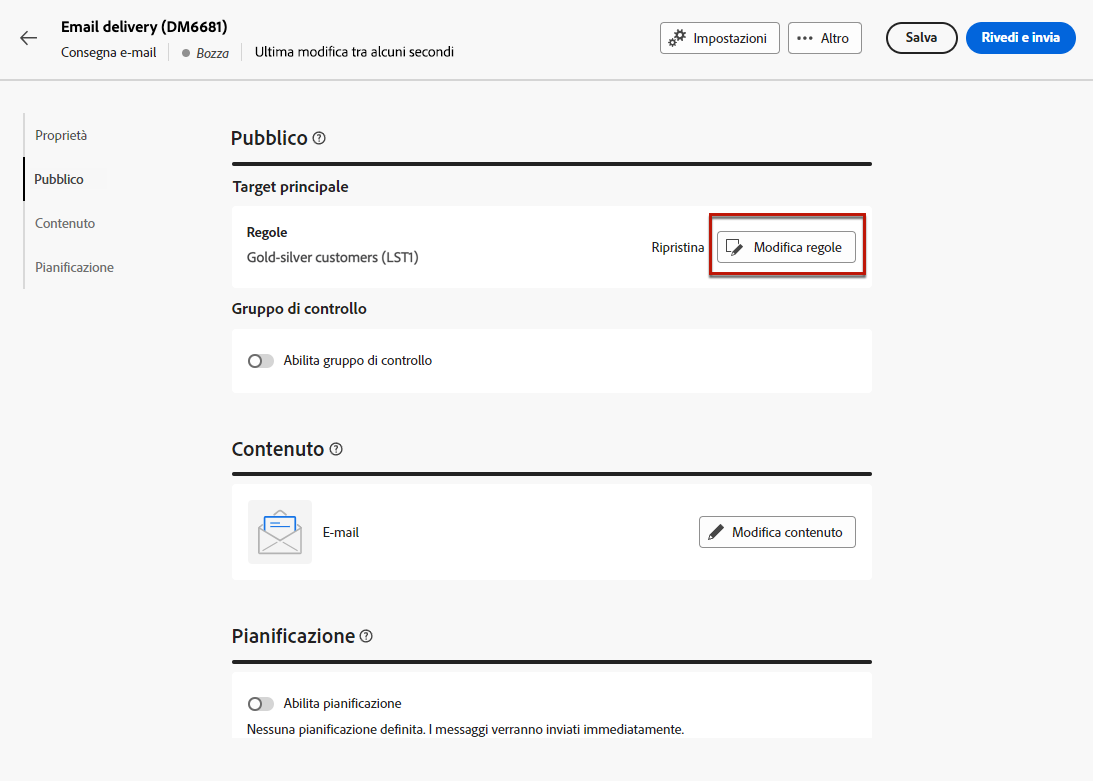 Email delivery (DM6681)
Consegna e-mail
Bozza
Ultima modifica tra alcuni secondi
Impostazioni
Altro
Salva
Rivedi e invia
Proprietà
Pubblico
Contenuto
Pianificazione
Pubblico
Target principale
Regole
Gold-silver customers (LST1)
Ripristina
Modifica regole
Gruppo di controllo
Abilita gruppo di controllo
Contenuto
E-mail
Modifica contenuto
Pianificazione
Abilita pianificazione
Nessuna pianificazione definita. I messaggi verranno inviati immediatamente.